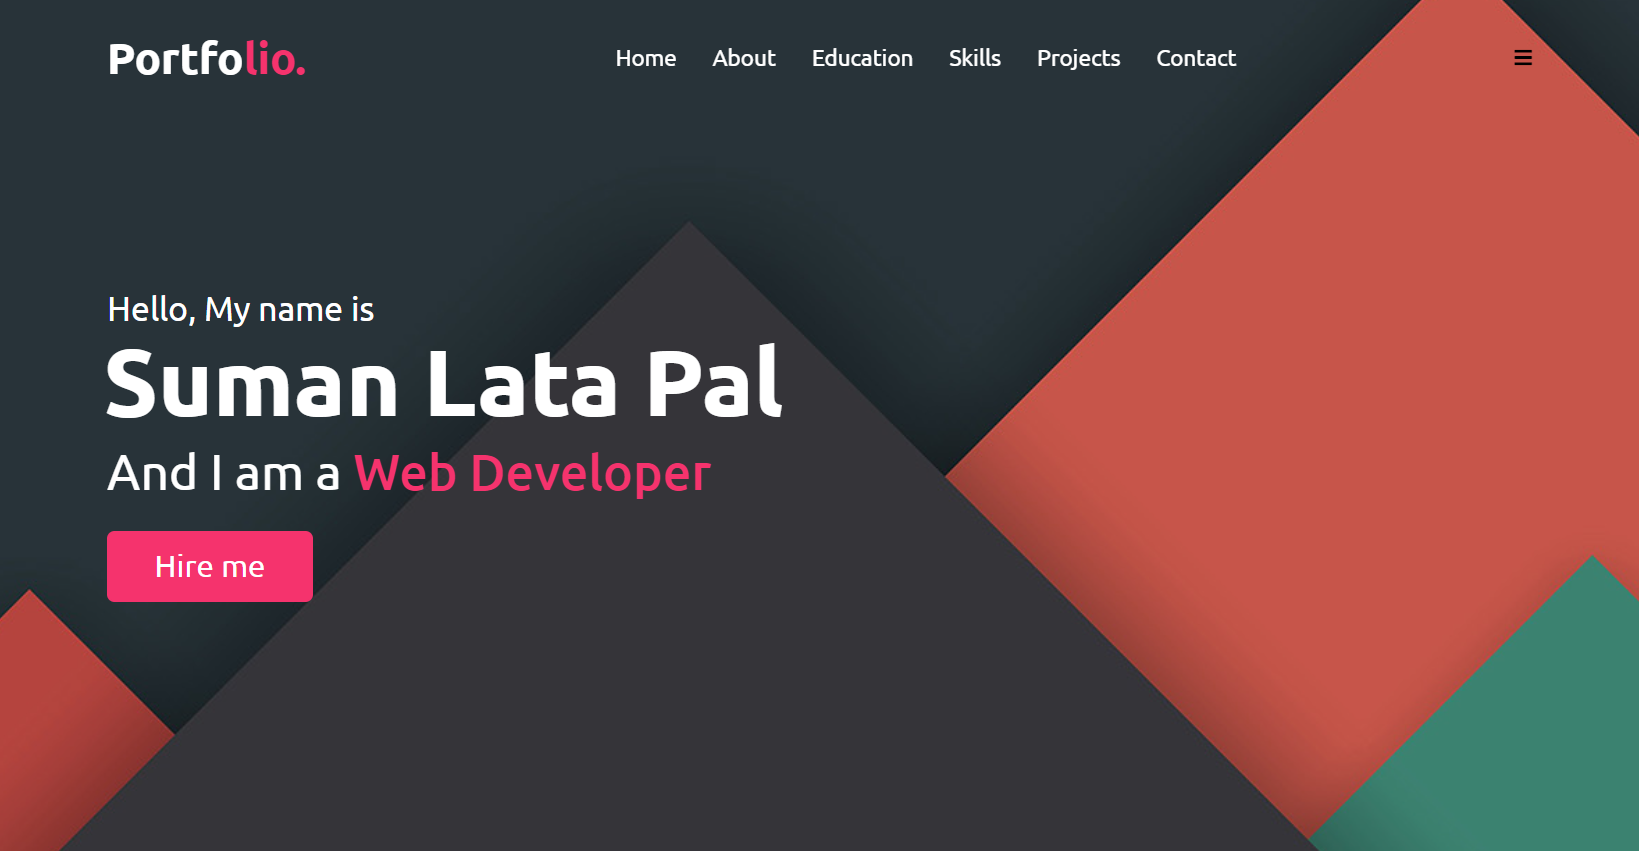 Portfolio.
Home About Education Skills Projects Contact
Hello, My name is
Suman Lata Pal
And I am a Web Developer
Hire me